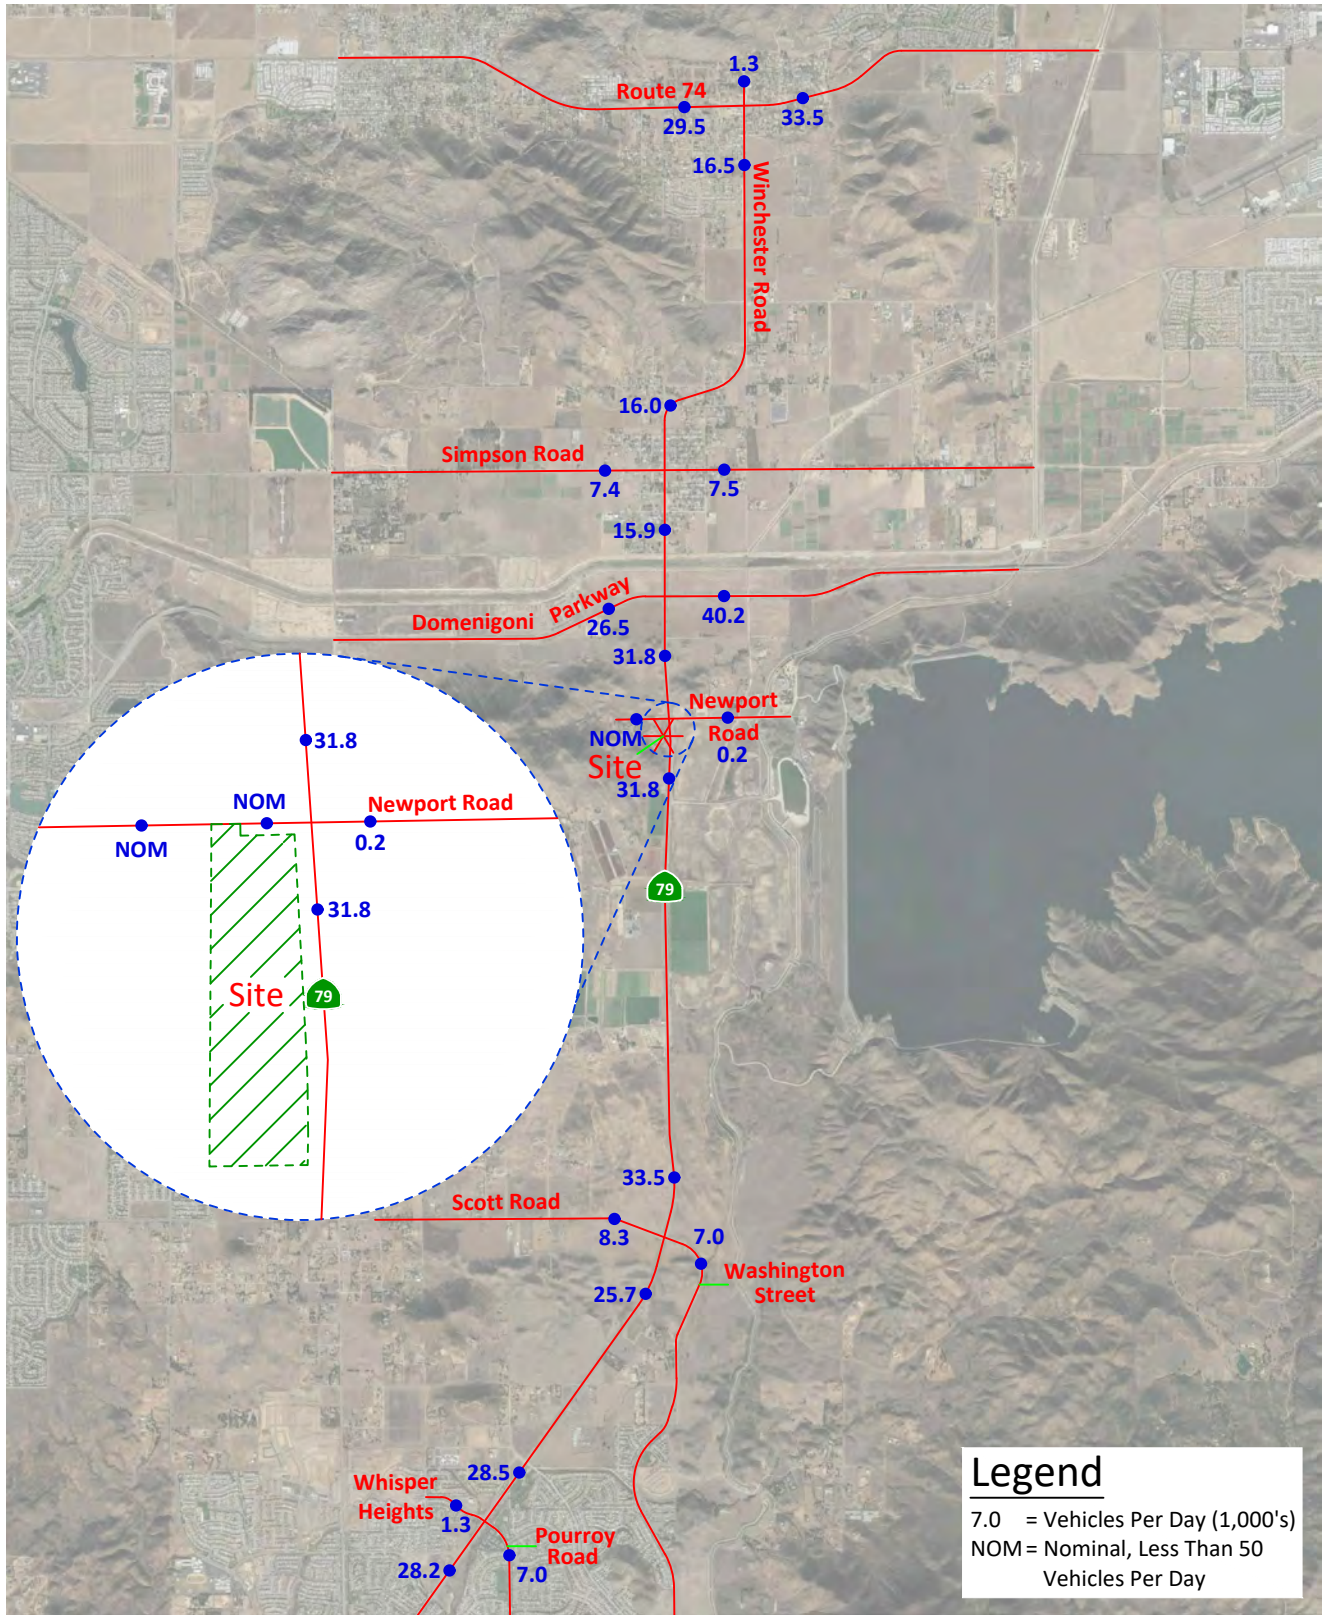 1.3
Route 74
29.5
33.5
16.5
Winchester Road
16.0
Simpson Road
7.4
7.5
15.9
Domenigoni Parkway
26.5
40.2
31.8
Newport
Road
NOM
0.2
Site
31.8
79
31.8
NOM
Newport Road
NOM
0.2
31.8
Site
79
33.5
Scott Road
8.3
7.0
Washington
Street
25.7
28.5
Whisper
Heights
1.3
Pourroy
Road
28.2
7.0
Legend
7.0 = Vehicles Per Day (1,000's)
NOM = Nominal, Less Than 50
Vehicles Per Day